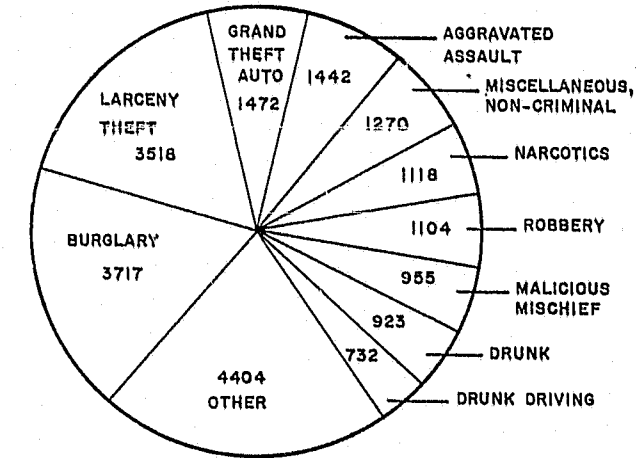 GRAND
THEFT
AUTO
1472
1442
AGGRAVATED
ASSAULT
1270
MISCELLANEOUS,
NON-CRIMINAL
1118
NARCOTICS
1104
ROBBERY
955
MALICIOUS
MISCHIEF
923
DRUNK
732
DRUNK DRIVING
4404
OTHER
BURGLARY
3717
LARCENY
THEFT
3518